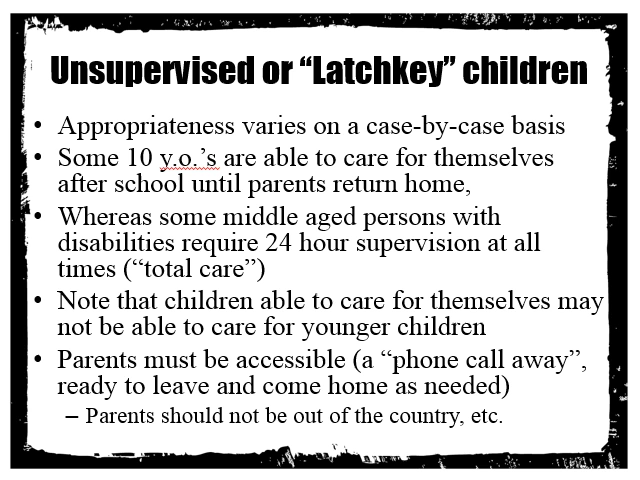 Unsupervised or “Latchkey” children
• Appropriateness varies on a case-by-case basis
• Some 10 y.o.’s are able to care for themselves
after school until parents return home,
• Whereas some middle aged persons with
disabilities require 24 hour supervision at all
times (“total care”)
• Note that children able to care for themselves may
not be able to care for younger children
• Parents must be accessible (a “phone call away”,
ready to leave and come home as needed)
– Parents should not be out of the country, etc.